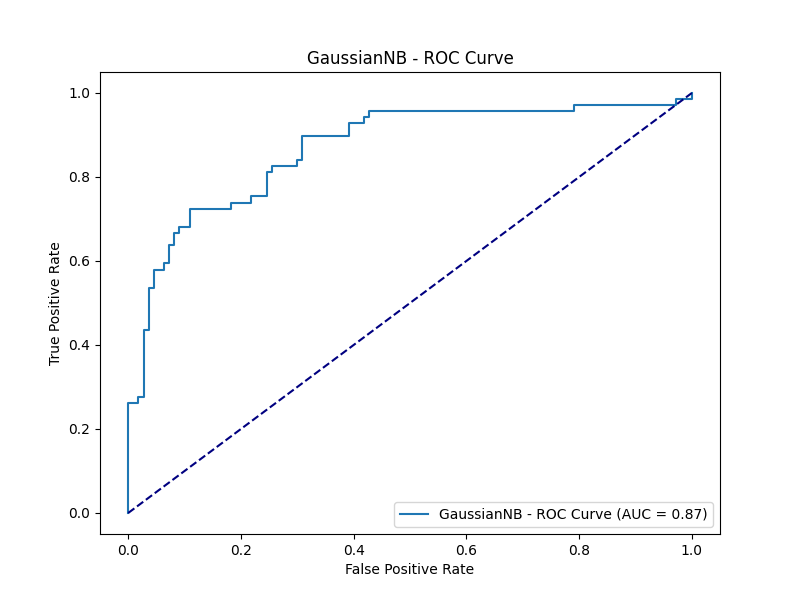 GaussianNB - ROC Curve
1.0
0.8
0.6
0.4
0.2
0.0
True Positive Rate
GaussianNB - ROC Curve (AUC = 0.87)
0.0 0.2 0.4 0.6 0.8 1.0
False Positive Rate